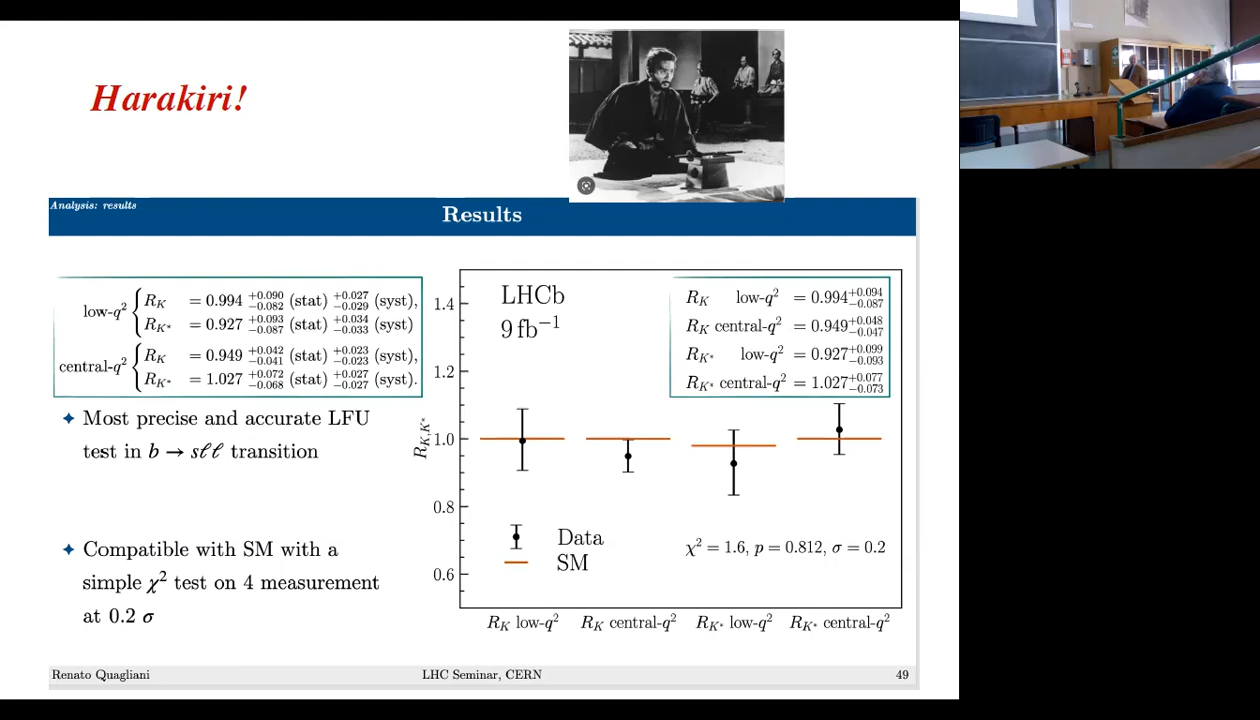 Harakiri!
Analysis: results
Results
low-q² { R_K = 0.994 +0.090 −0.082 (stat) +0.027 −0.029 (syst),
R_K* = 0.927 +0.093 −0.087 (stat) +0.034 −0.033 (syst)
central-q² { R_K = 0.949 +0.042 −0.041 (stat) +0.023 −0.023 (syst),
R_K* = 1.027 +0.072 −0.068 (stat) +0.027 −0.027 (syst).
✦ Most precise and accurate LFU
test in b → sℓℓ transition
✦ Compatible with SM with a
simple χ² test on 4 measurement
at 0.2 σ
LHCb
9 fb⁻¹
R_K low-q² = 0.994 +0.094 −0.087
R_K central-q² = 0.949 +0.048 −0.047
R_K* low-q² = 0.927 +0.099 −0.093
R_K* central-q² = 1.027 +0.077 −0.073
R_K,K*
1.4
1.2
1.0
0.8
0.6
Data
SM
χ² = 1.6, p = 0.812, σ = 0.2
R_K low-q² R_K central-q² R_K* low-q² R_K* central-q²
Renato Quagliani LHC Seminar, CERN 49